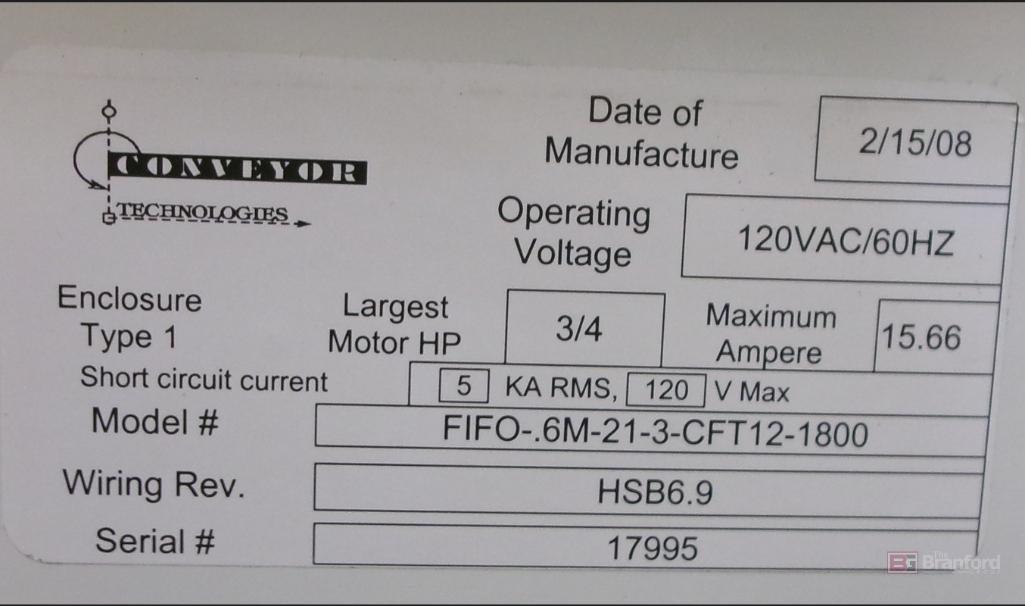 CONVEYOR
TECHNOLOGIES
Date of
Manufacture
2/15/08
Operating
Voltage
120VAC/60HZ
Enclosure
Type 1
Largest
Motor HP
3/4
Maximum
Ampere
15.66
Short circuit current 5 KA RMS, 120 V Max
Model # FIFO-.6M-21-3-CFT12-1800
Wiring Rev. HSB6.9
Serial # 17995
The
Branford